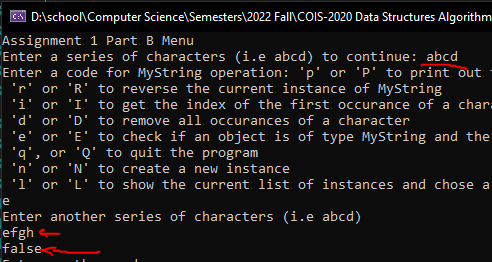 D:\school\Computer Science\Semesters\2022 Fall\COIS-2020 Data Structures Algorithm
Assignment 1 Part B Menu
Enter a series of characters (i.e abcd) to continue: abcd
Enter a code for MyString operation: 'p' or 'P' to print out
'r' or 'R' to reverse the current instance of MyString
'i' or 'I' to get the index of the first occurance of a
'd' or 'D' to remove all occurances of a character
'e' or 'E' to check if an object is of type MyString and the
'q', or 'Q' to quit the program
'n' or 'N' to create a new instance
'l' or 'L' to show the current list of instances and chose a
e
Enter another series of characters (i.e abcd)
efgh
false